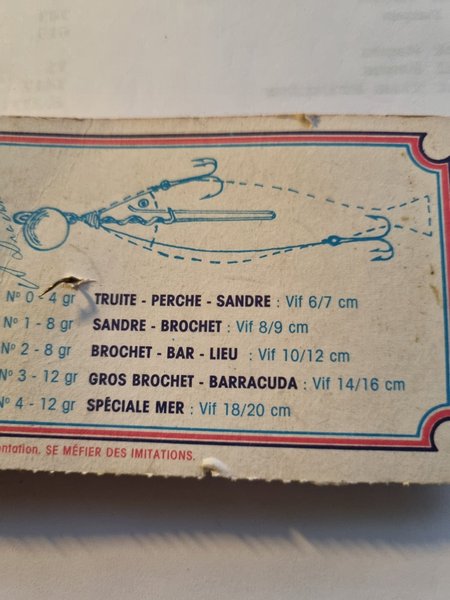 Nº 0 - 4 gr TRUITE - PERCHE - SANDRE : Vif 6/7 cm
Nº 1 - 8 gr SANDRE - BROCHET : Vif 8/9 cm
Nº 2 - 8 gr BROCHET - BAR - LIEU : Vif 10/12 cm
Nº 3 - 12 gr GROS BROCHET - BARRACUDA : Vif 14/16 cm
Nº 4 - 12 gr SPÉCIALE MER : Vif 18/20 cm
SE MÉFIER DES IMITATIONS.